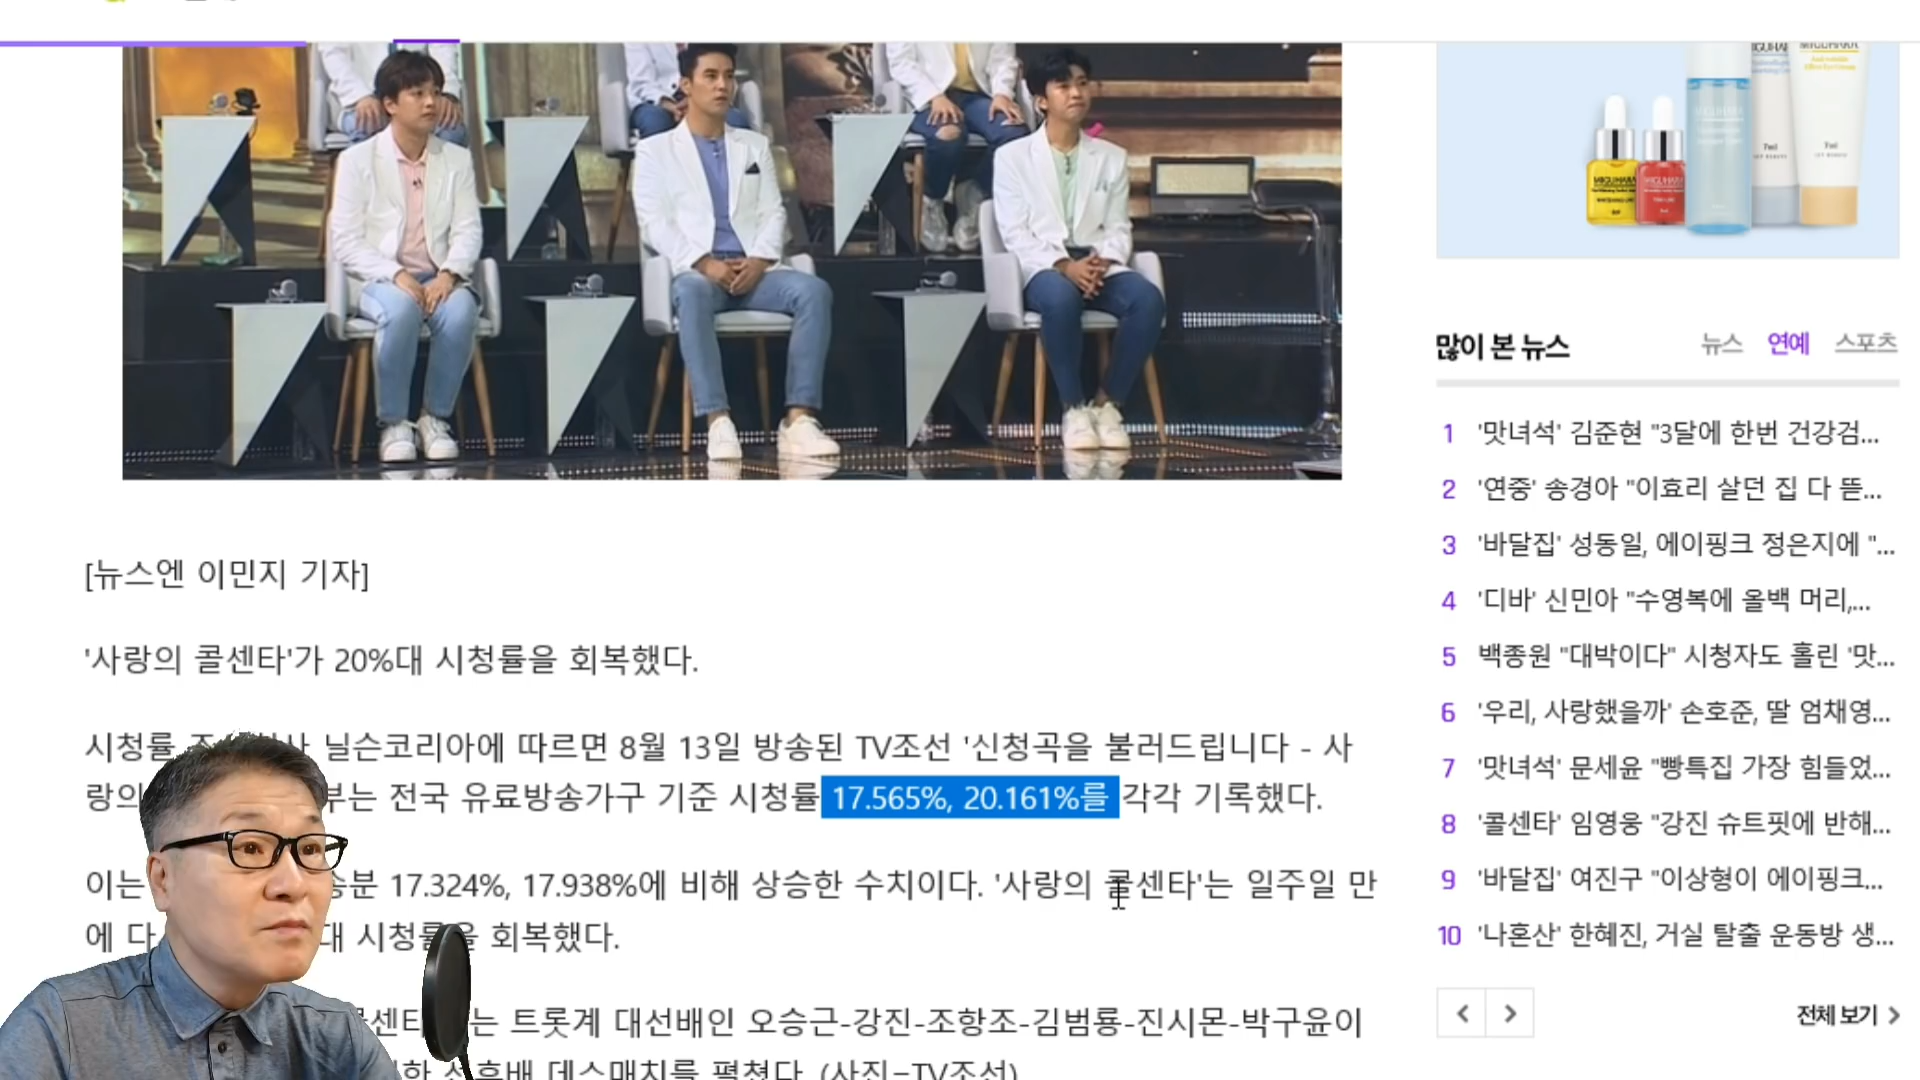 [뉴스엔 이민지 기자]
'사랑의 콜센타'가 20%대 시청률을 회복했다.
시청률 닐슨코리아에 따르면 8월 13일 방송된 TV조선 '신청곡을 불러드립니다 - 사
랑의 부는 전국 유료방송가구 기준 시청률 17.565%, 20.161%를 각각 기록했다.
이는 17.324%, 17.938%에 비해 상승한 수치이다. '사랑의 콜센타'는 일주일 만
에 대 시청률을 회복했다.
는 트롯계 대선배인 오승근-강진-조항조-김범룡-진시몬-박구윤이
데스매치를 펼쳤다. (사진=TV조선)
많이 본 뉴스 뉴스 연예 스포츠
1 '맛녀석' 김준현 "3달에 한번 건강검...
2 '연중' 송경아 "이효리 살던 집 다 뜯...
3 '바달집' 성동일, 에이핑크 정은지에 "...
4 '디바' 신민아 "수영복에 올백 머리,...
5 백종원 "대박이다" 시청자도 홀린 '맛...
6 '우리, 사랑했을까' 손호준, 딸 엄채영...
7 '맛녀석' 문세윤 "빵특집 가장 힘들었...
8 '콜센타' 임영웅 "강진 슈트핏에 반해...
9 '바달집' 여진구 "이상형이 에이핑크...
10 '나혼산' 한혜진, 거실 탈출 운동방 생...
전체 보기